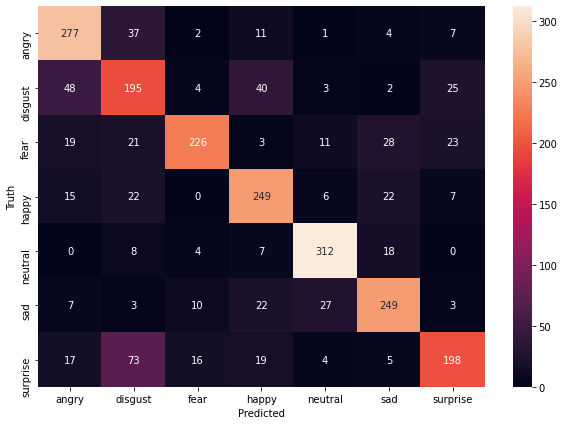 angry 277 37 2 11 1 4 7
disgust 48 195 4 40 3 2 25
fear 19 21 226 3 11 28 23
happy 15 22 0 249 6 22 7
neutral 0 8 4 7 312 18 0
sad 7 3 10 22 27 249 3
surprise 17 73 16 19 4 5 198
angry disgust fear happy neutral sad surprise
Predicted
Truth
300
250
200
150
100
50
0